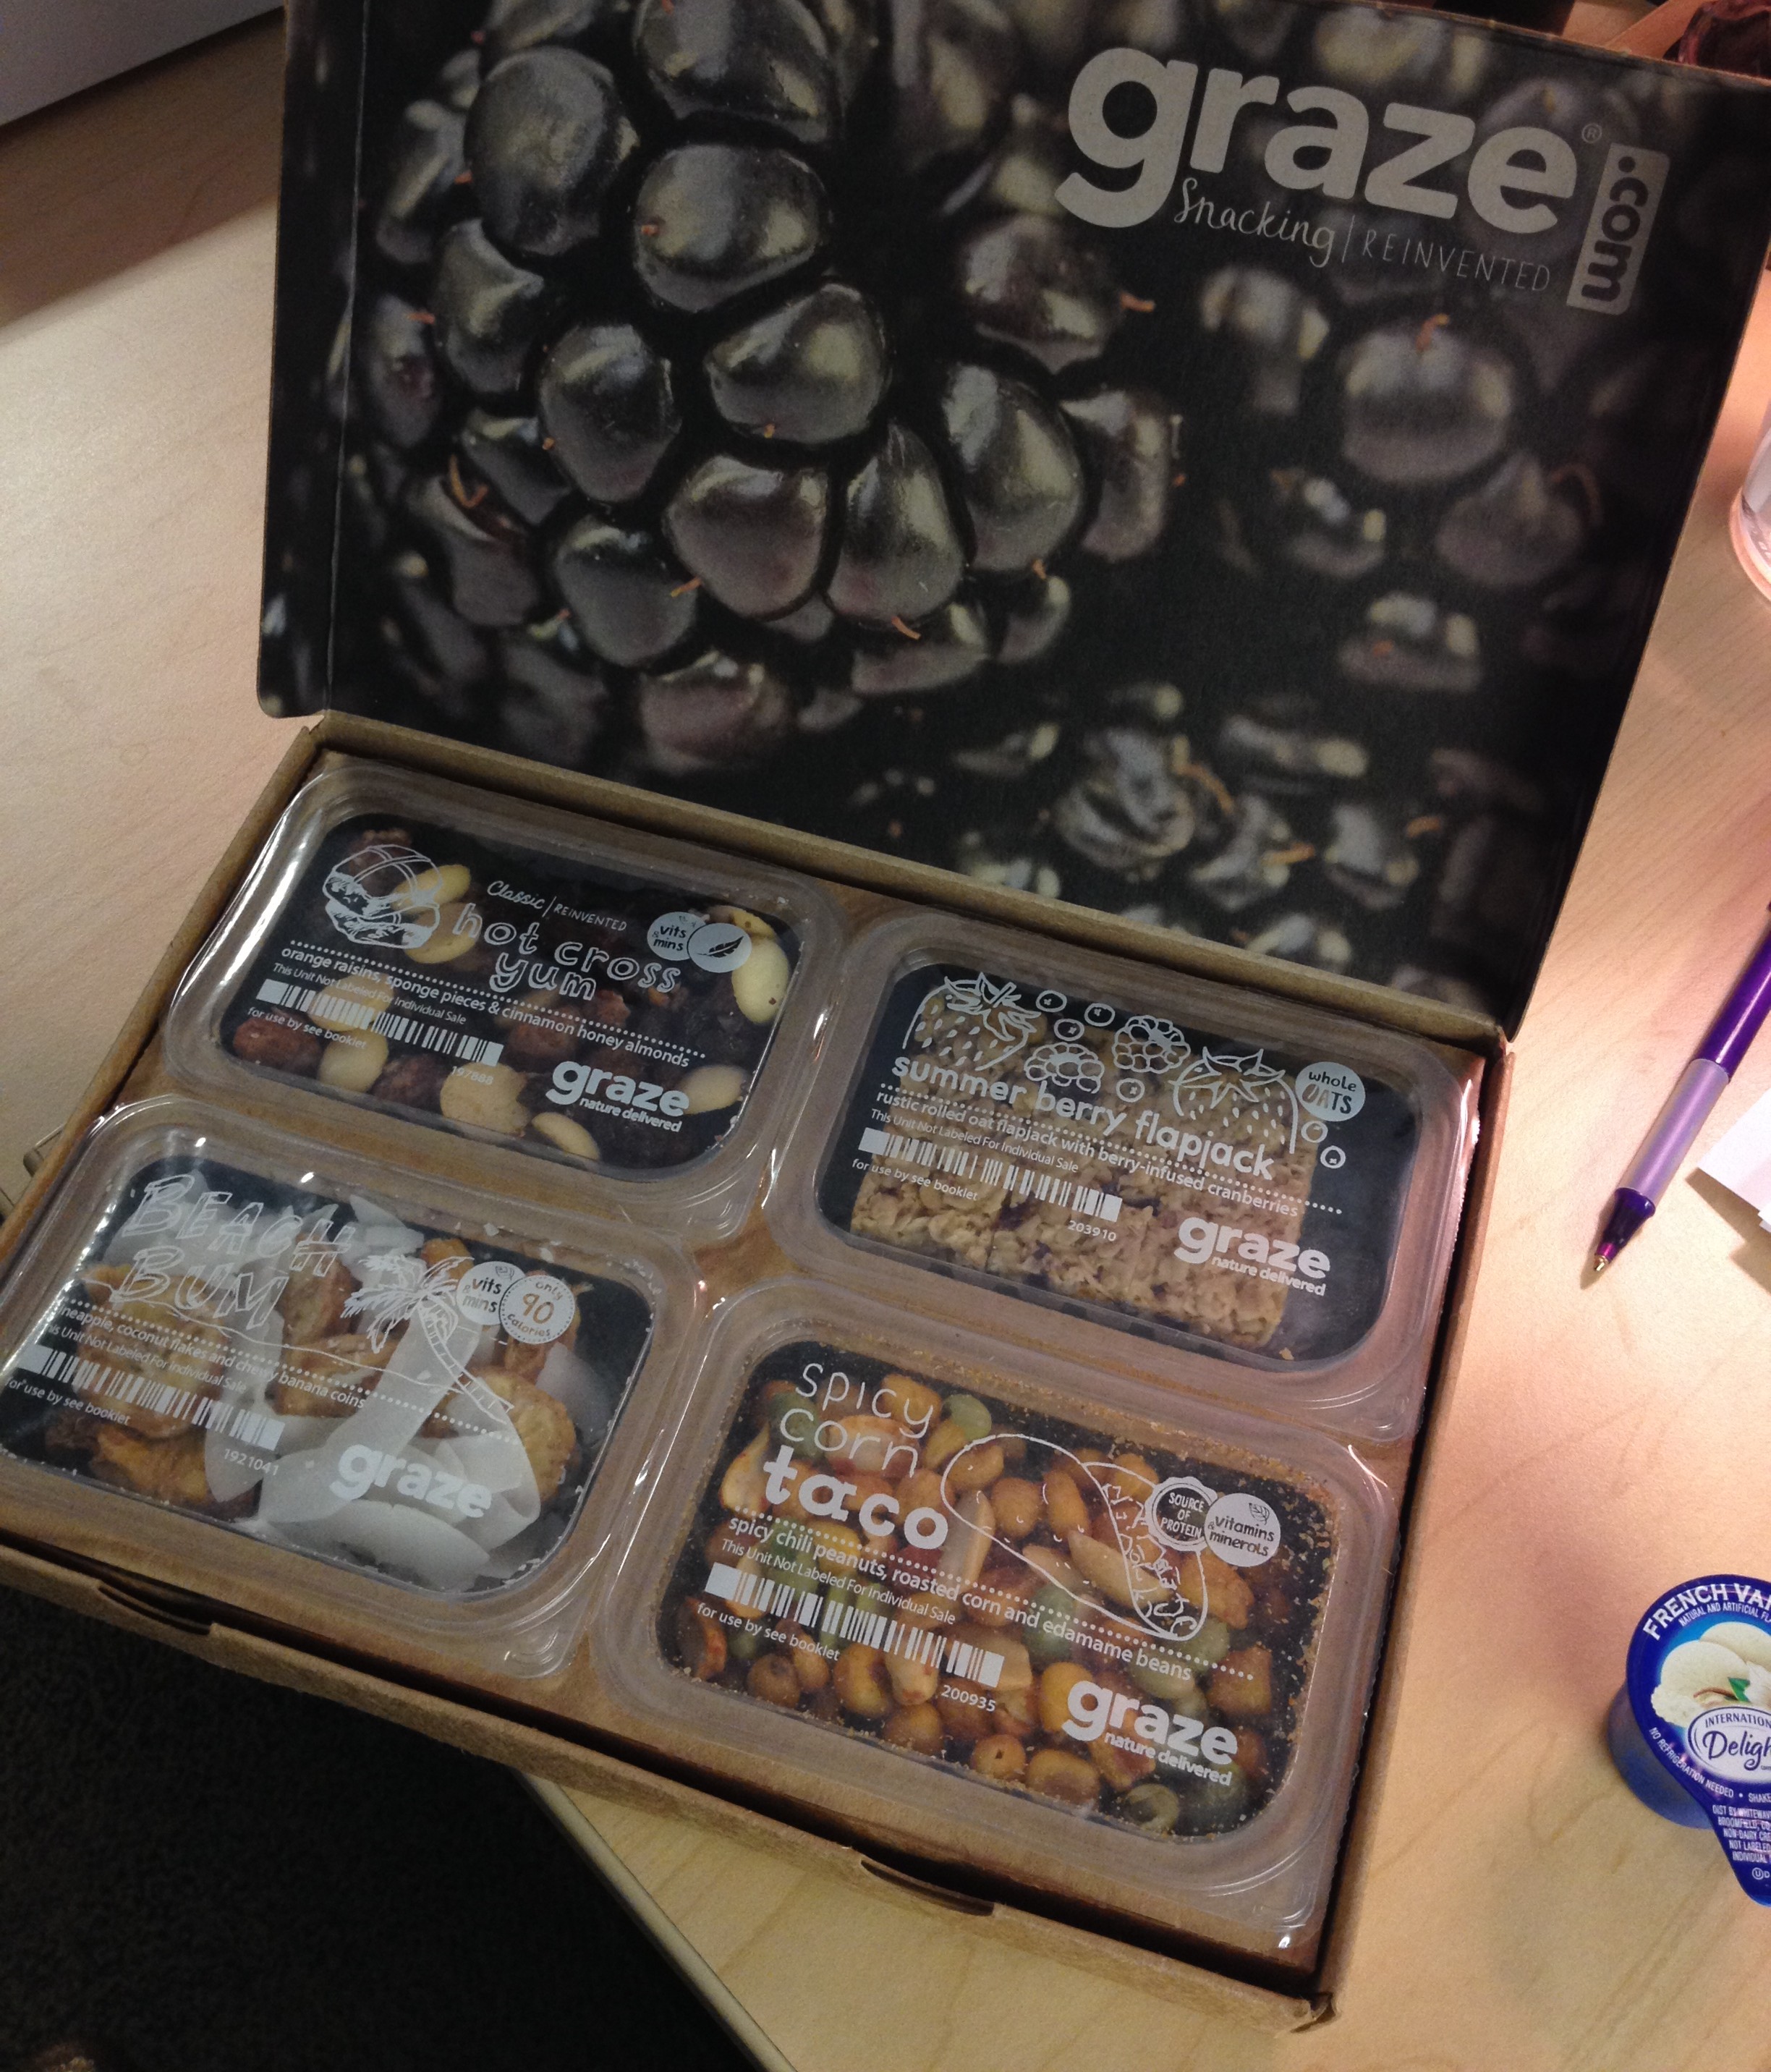 graze®
.com
Snacking | REINVENTED
Classic | REINVENTED
hot cross
yum
vits
& mins
orange raisins, sponge pieces & cinnamon honey almonds
This Unit Not Labeled For Individual Sale
for use by see booklet
197888
graze
nature delivered
summer berry flapjack
whole
OATS
rustic rolled oat flapjack with berry-infused cranberries
This Unit Not Labeled For Individual Sale
for use by see booklet
203910
graze
nature delivered
BEACH
BUM
vits
& mins
only
90
calories
coconut flakes and cherry banana coins
This Unit Not Labeled For Individual Sale
for use by see booklet
1921041
graze
spicy
corn
taco
SOURCE
OF
PROTEIN
vitamins
& minerals
spicy chili peanuts, roasted corn and edamame beans
This Unit Not Labeled For Individual Sale
for use by see booklet
200935
graze
nature delivered
FRENCH
NATURAL AND ARTIFICIAL
INTERNATION
Deligh
NO REFRIGERATION NEEDED • SHAKE